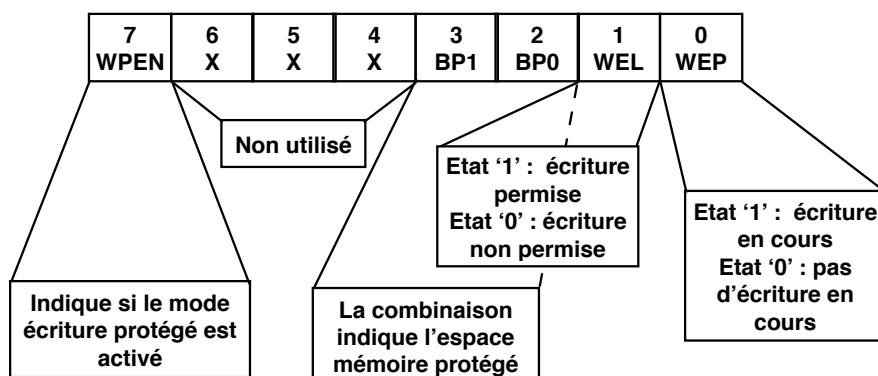 7 6 5 4 3 2 1 0
WPEN X X X BP1 BP0 WEL WEP
Non utilisé
Etat ‘1’ : écriture
permise
Etat ‘0’ : écriture
non permise
Etat ‘1’ : écriture
en cours
Etat ‘0’ : pas
d’écriture en
cours
Indique si le mode
écriture protégé est
activé
La combinaison
indique l’espace
mémoire protégé